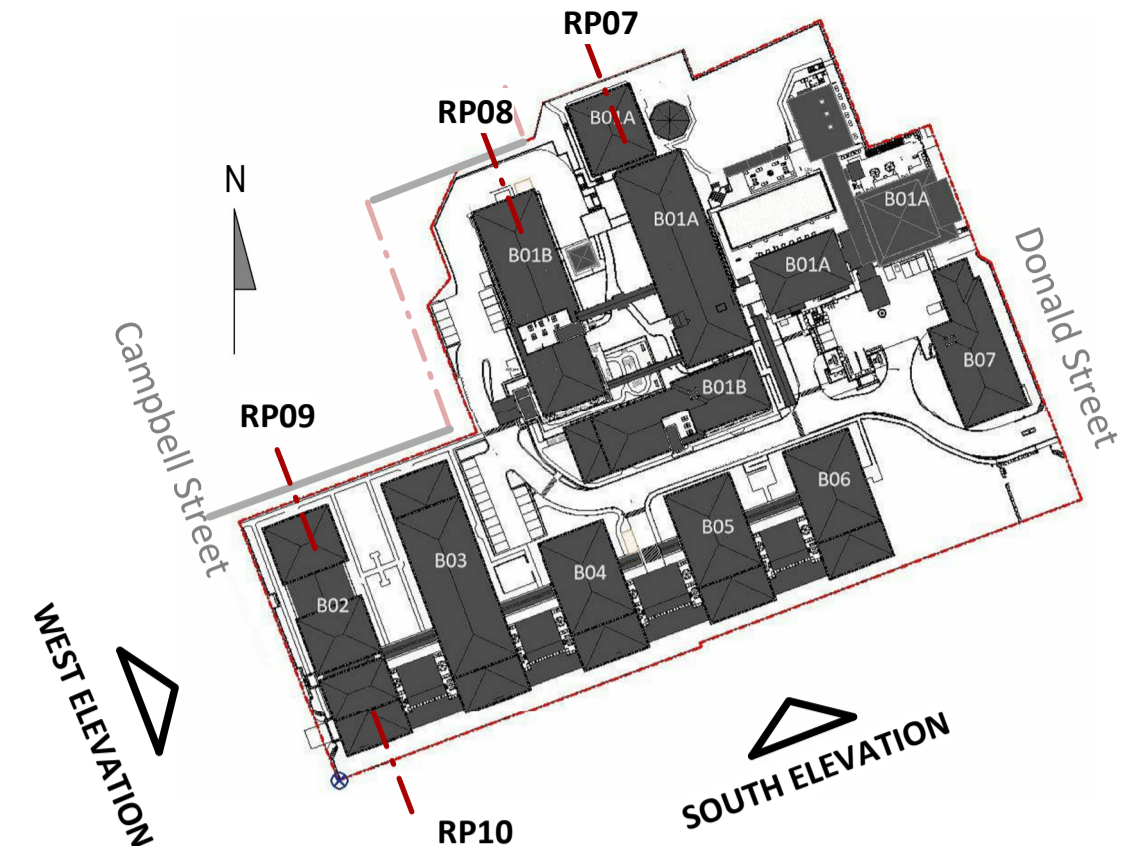 RP07
RP08
B01A
N
B01A
B01A
B01B
B01A
Donald Street
Campbell Street
B07
B01B
RP09
B06
B05
B03
B04
B02
WEST ELEVATION
SOUTH ELEVATION
RP10